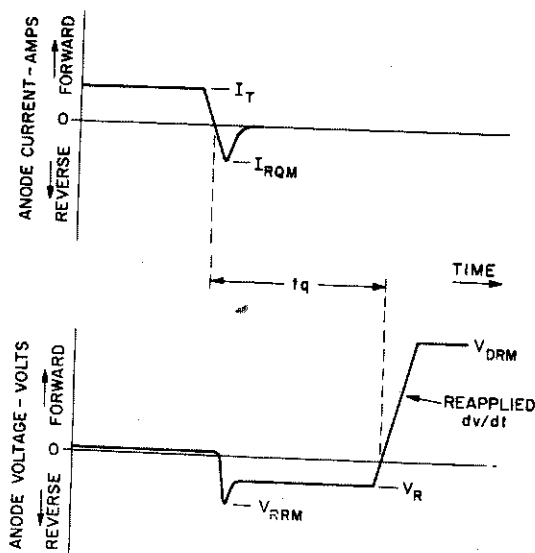 ANODE CURRENT-AMPS
REVERSE FORWARD
0
I_T
I_RQM
TIME
tq
ANODE VOLTAGE-VOLTS
REVERSE FORWARD
0
V_DRM
REAPPLIED
dv/dt
V_R
V_RRM